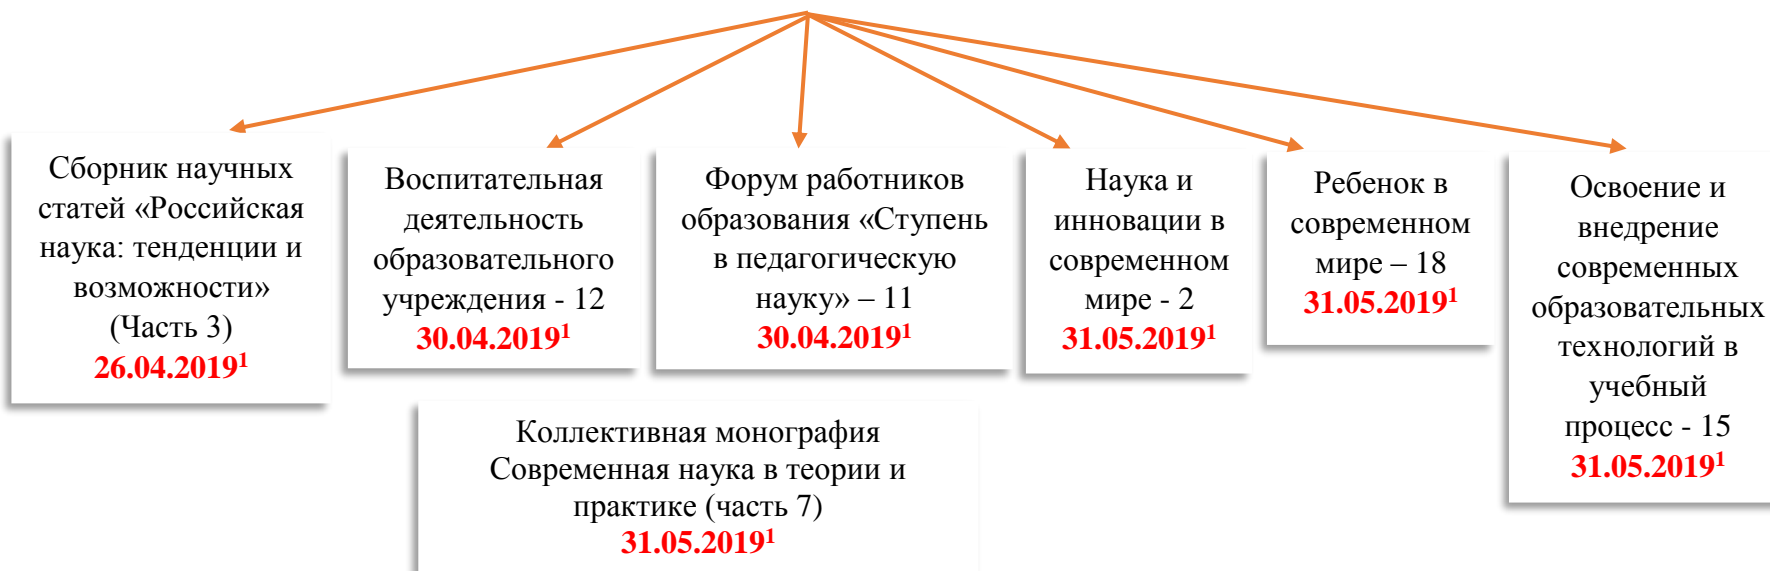 Сборник научных
статей «Российская
наука: тенденции и
возможности»
(Часть 3)
26.04.2019¹
Воспитательная
деятельность
образовательного
учреждения - 12
30.04.2019¹
Форум работников
образования «Ступень
в педагогическую
науку» – 11
30.04.2019¹
Наука и
инновации в
современном
мире - 2
31.05.2019¹
Ребенок в
современном
мире – 18
31.05.2019¹
Освоение и
внедрение
современных
образовательных
технологий в
учебный
процесс - 15
31.05.2019¹
Коллективная монография
Современная наука в теории и
практике (часть 7)
31.05.2019¹